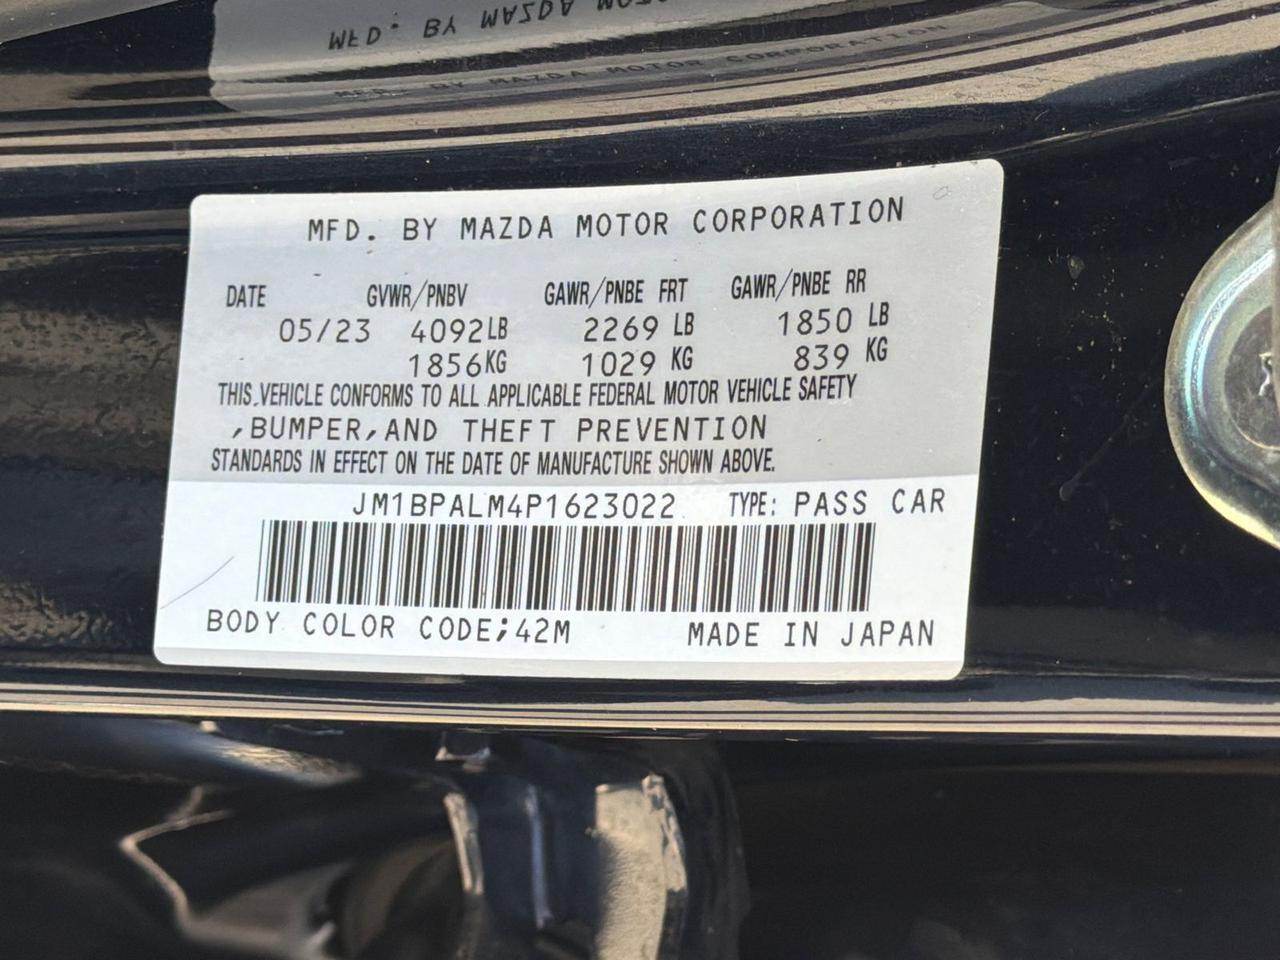 MFD. BY MAZDA MOTOR CORPORATION
DATE GVWR/PNBV GAWR/PNBE FRT GAWR/PNBE RR
05/23 4092LB 2269 LB 1850 LB
1856KG 1029 KG 839 KG
THIS VEHICLE CONFORMS TO ALL APPLICABLE FEDERAL MOTOR VEHICLE SAFETY
,BUMPER,AND THEFT PREVENTION
STANDARDS IN EFFECT ON THE DATE OF MANUFACTURE SHOWN ABOVE.
JM1BPALM4P1623022 TYPE: PASS CAR
BODY COLOR CODE;42M MADE IN JAPAN